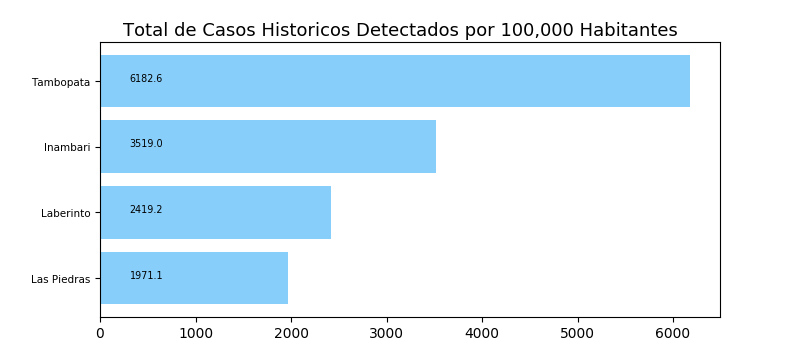 Total de Casos Historicos Detectados por 100,000 Habitantes
Tambopata 6182.6
Inambari 3519.0
Laberinto 2419.2
Las Piedras 1971.1
0 1000 2000 3000 4000 5000 6000